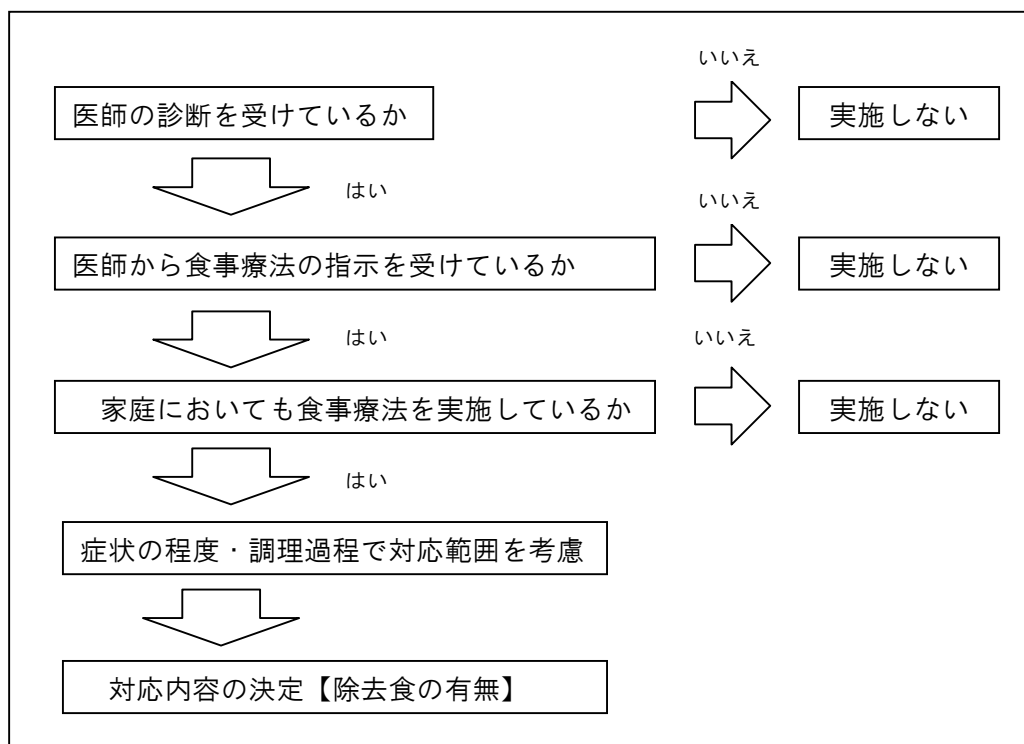 いいえ
医師の診断を受けているか
実施しない
はい
いいえ
医師から食事療法の指示を受けているか
実施しない
はい
いいえ
家庭においても食事療法を実施しているか
実施しない
はい
症状の程度・調理過程で対応範囲を考慮
対応内容の決定【除去食の有無】